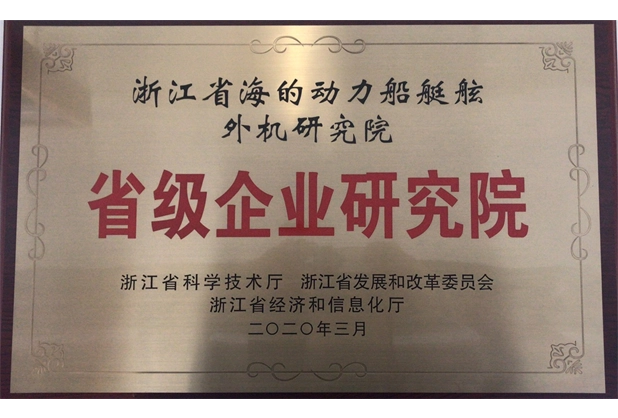 浙江省海的动力船艇舷
外机研究院
省级企业研究院
浙江省科学技术厅 浙江省发展和改革委员会
浙江省经济和信息化厅
二〇二〇年三月